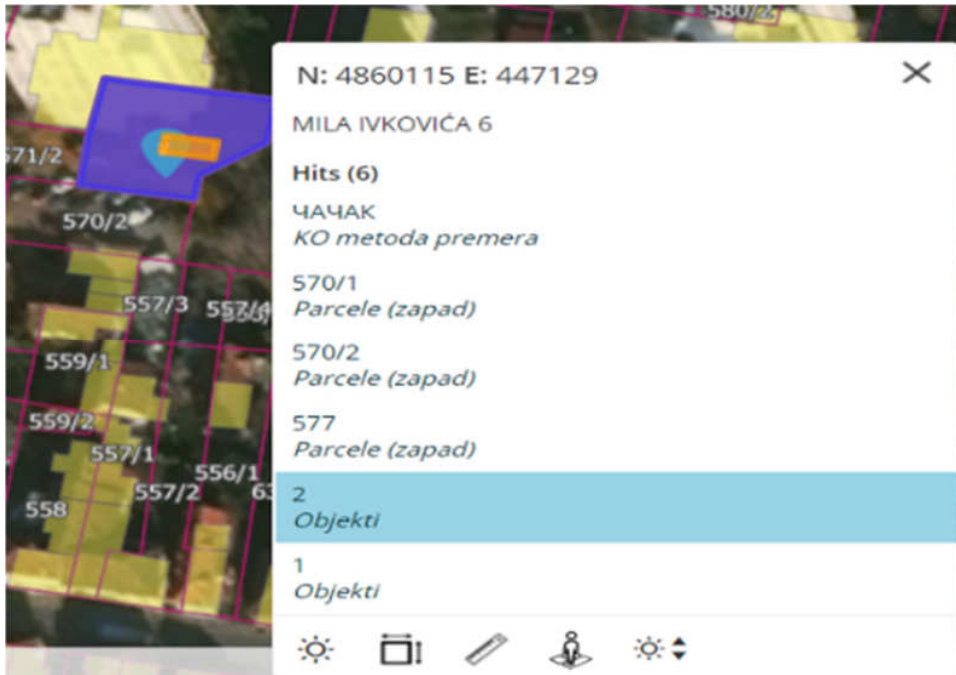 580/2
N: 4860115 E: 447129
MILA IVKOVIĆA 6
Hits (6)
ЧАЧАК
KO metoda premera
570/1
Parcele (zapad)
570/2
Parcele (zapad)
577
Parcele (zapad)
2
Objekti
1
Objekti
571/2
570/2
557/3
557/4
559/1
559/2
557/1
556/1
557/2
558